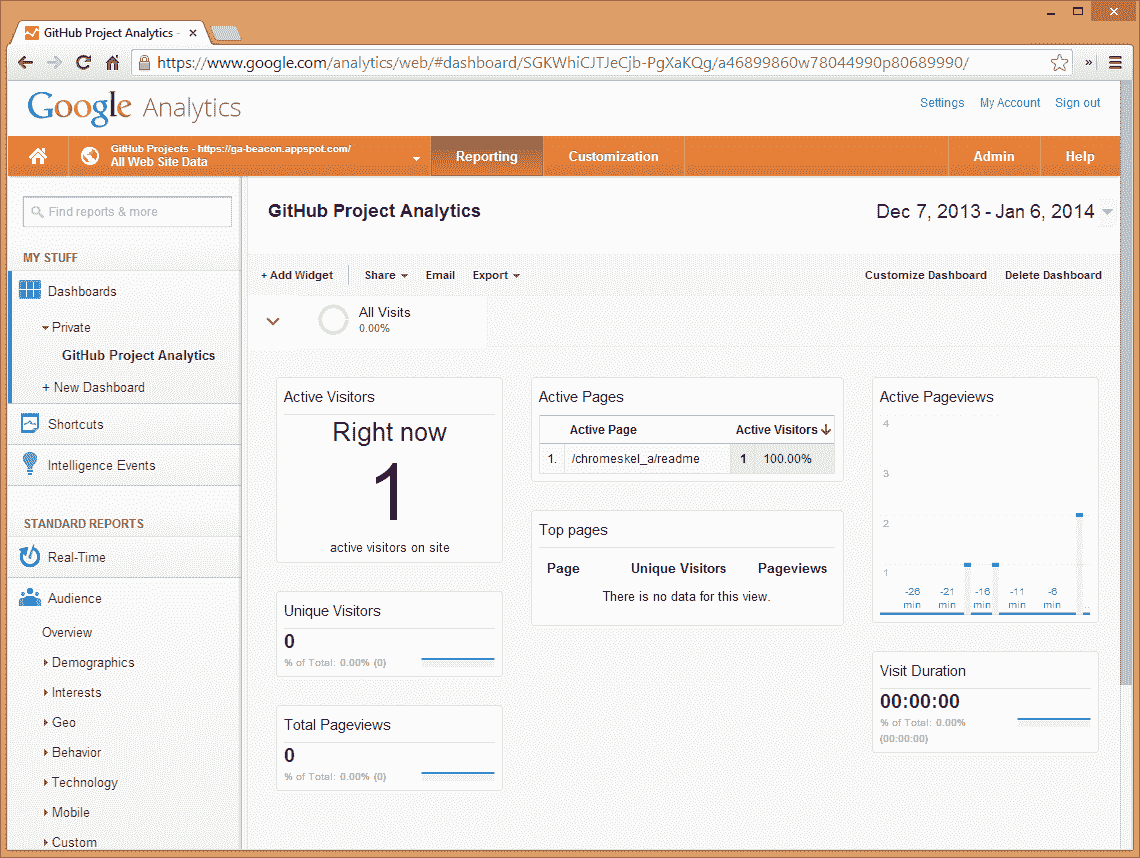 GitHub Project Analytics -
https://www.google.com/analytics/web/#dashboard/SGKWhiCJTJeCjb-PgXaKQg/a46899860w78044990p80689990/
Google Analytics
Settings My Account Sign out
GitHub Projects - https://ga-beacon.appspot.com/
All Web Site Data
Reporting Customization Admin Help
Find reports & more
MY STUFF
Dashboards
Private
GitHub Project Analytics
+ New Dashboard
Shortcuts
Intelligence Events
STANDARD REPORTS
Real-Time
Audience
Overview
Demographics
Interests
Geo
Behavior
Technology
Mobile
Custom
GitHub Project Analytics
Dec 7, 2013 - Jan 6, 2014
+ Add Widget Share Email Export Customize Dashboard Delete Dashboard
All Visits
0.00%
Active Visitors
Right now
1
active visitors on site
Unique Visitors
0
% of Total: 0.00% (0)
Total Pageviews
0
% of Total: 0.00% (0)
Active Pages
Active Page Active Visitors
1. /chromeskel_a/readme 1 100.00%
Top pages
Page Unique Visitors Pageviews
There is no data for this view.
Active Pageviews
4
3
2
1
-26 -21 -16 -11 -6
min min min min min
Visit Duration
00:00:00
% of Total: 0.00%
(00:00:00)